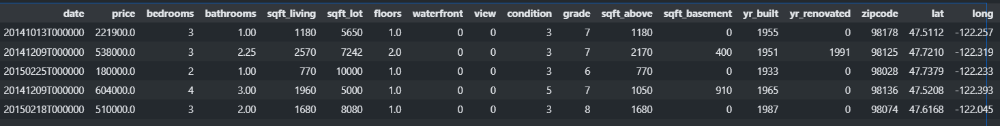 date price bedrooms bathrooms sqft_living sqft_lot floors waterfront view condition grade sqft_above sqft_basement yr_built yr_renovated zipcode lat long
20141013T000000 221900.0 3 1.00 1180 5650 1.0 0 0 3 7 1180 0 1955 0 98178 47.5112 -122.257
20141209T000000 538000.0 3 2.25 2570 7242 2.0 0 0 3 7 2170 400 1951 1991 98125 47.7210 -122.319
20150225T000000 180000.0 2 1.00 770 10000 1.0 0 0 3 6 770 0 1933 0 98028 47.7379 -122.233
20141209T000000 604000.0 4 3.00 1960 5000 1.0 0 0 5 7 1050 910 1965 0 98136 47.5208 -122.393
20150218T000000 510000.0 3 2.00 1680 8080 1.0 0 0 3 8 1680 0 1987 0 98074 47.6168 -122.045